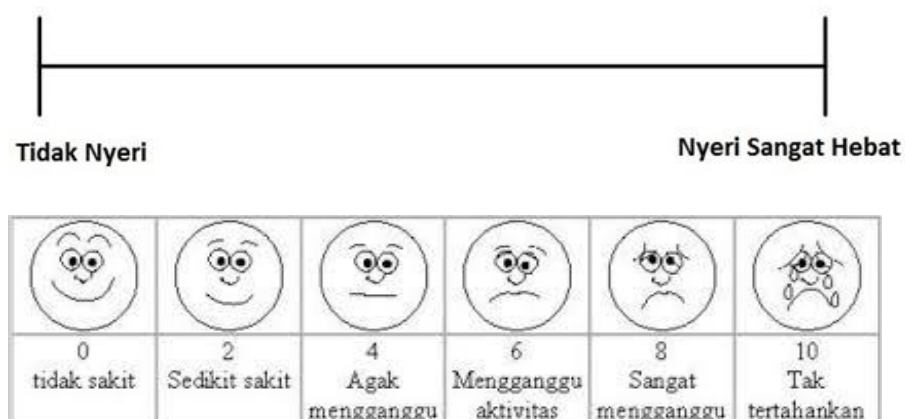 Tidak Nyeri
Nyeri Sangat Hebat
0
tidak sakit
2
Sedikit sakit
4
Agak
mengganggu
6
Mengganggu
aktivitas
8
Sangat
mengganggu
10
Tak
tertahankan